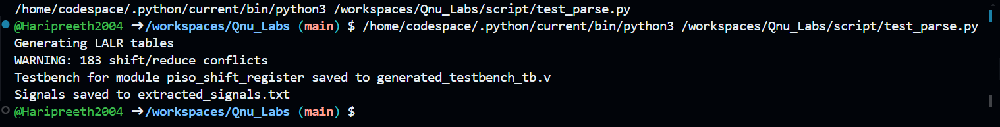 /home/codespace/.python/current/bin/python3 /workspaces/Qnu_Labs/script/test_parse.py
@Haripreeth2004 ➜/workspaces/Qnu_Labs (main) $ /home/codespace/.python/current/bin/python3 /workspaces/Qnu_Labs/script/test_parse.py
Generating LALR tables
WARNING: 183 shift/reduce conflicts
Testbench for module piso_shift_register saved to generated_testbench_tb.v
Signals saved to extracted_signals.txt
@Haripreeth2004 ➜/workspaces/Qnu_Labs (main) $